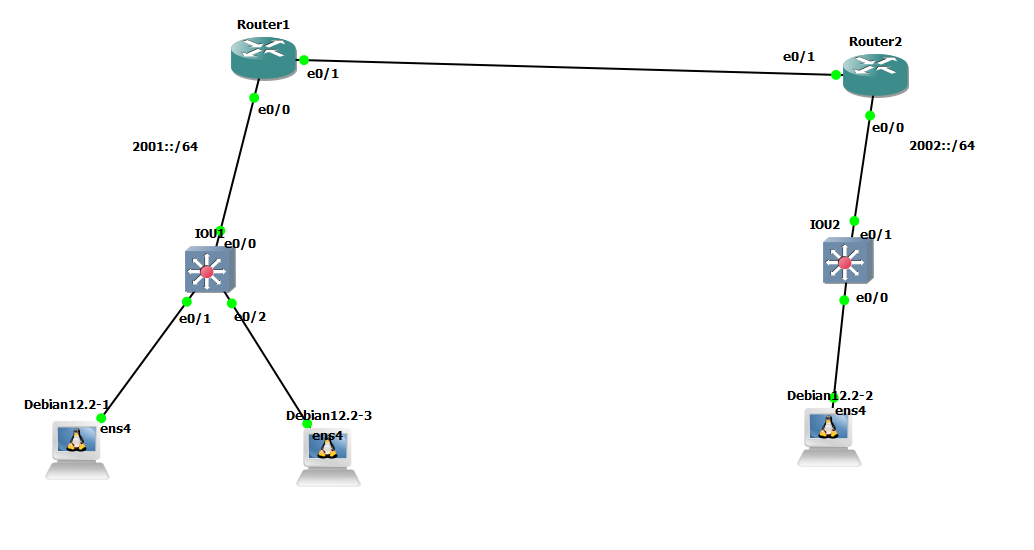 Router1
Router2
e0/1
e0/1
e0/0
e0/0
2001::/64
2002::/64
IOU1
IOU2
e0/0
e0/1
e0/0
e0/1
e0/2
Debian12.2-1
Debian12.2-3
Debian12.2-2
ens4
ens4
ens4